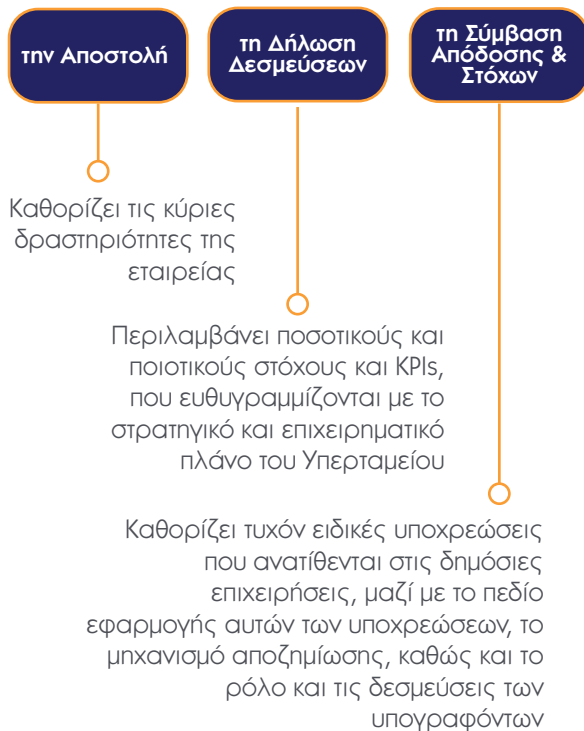 την Αποστολή
τη Δήλωση
Δεσμεύσεων
τη Σύμβαση
Απόδοσης &
Στόχων
Καθορίζει τις κύριες
δραστηριότητες της
εταιρείας
Περιλαμβάνει ποσοτικούς και
ποιοτικούς στόχους και KPIs,
που ευθυγραμμίζονται με το
στρατηγικό και επιχειρηματικό
πλάνο του Υπερταμείου
Καθορίζει τυχόν ειδικές υποχρεώσεις
που ανατίθενται στις δημόσιες
επιχειρήσεις, μαζί με το πεδίο
εφαρμογής αυτών των υποχρεώσεων, το
μηχανισμό αποζημίωσης, καθώς και το
ρόλο και τις δεσμεύσεις των
υπογραφόντων